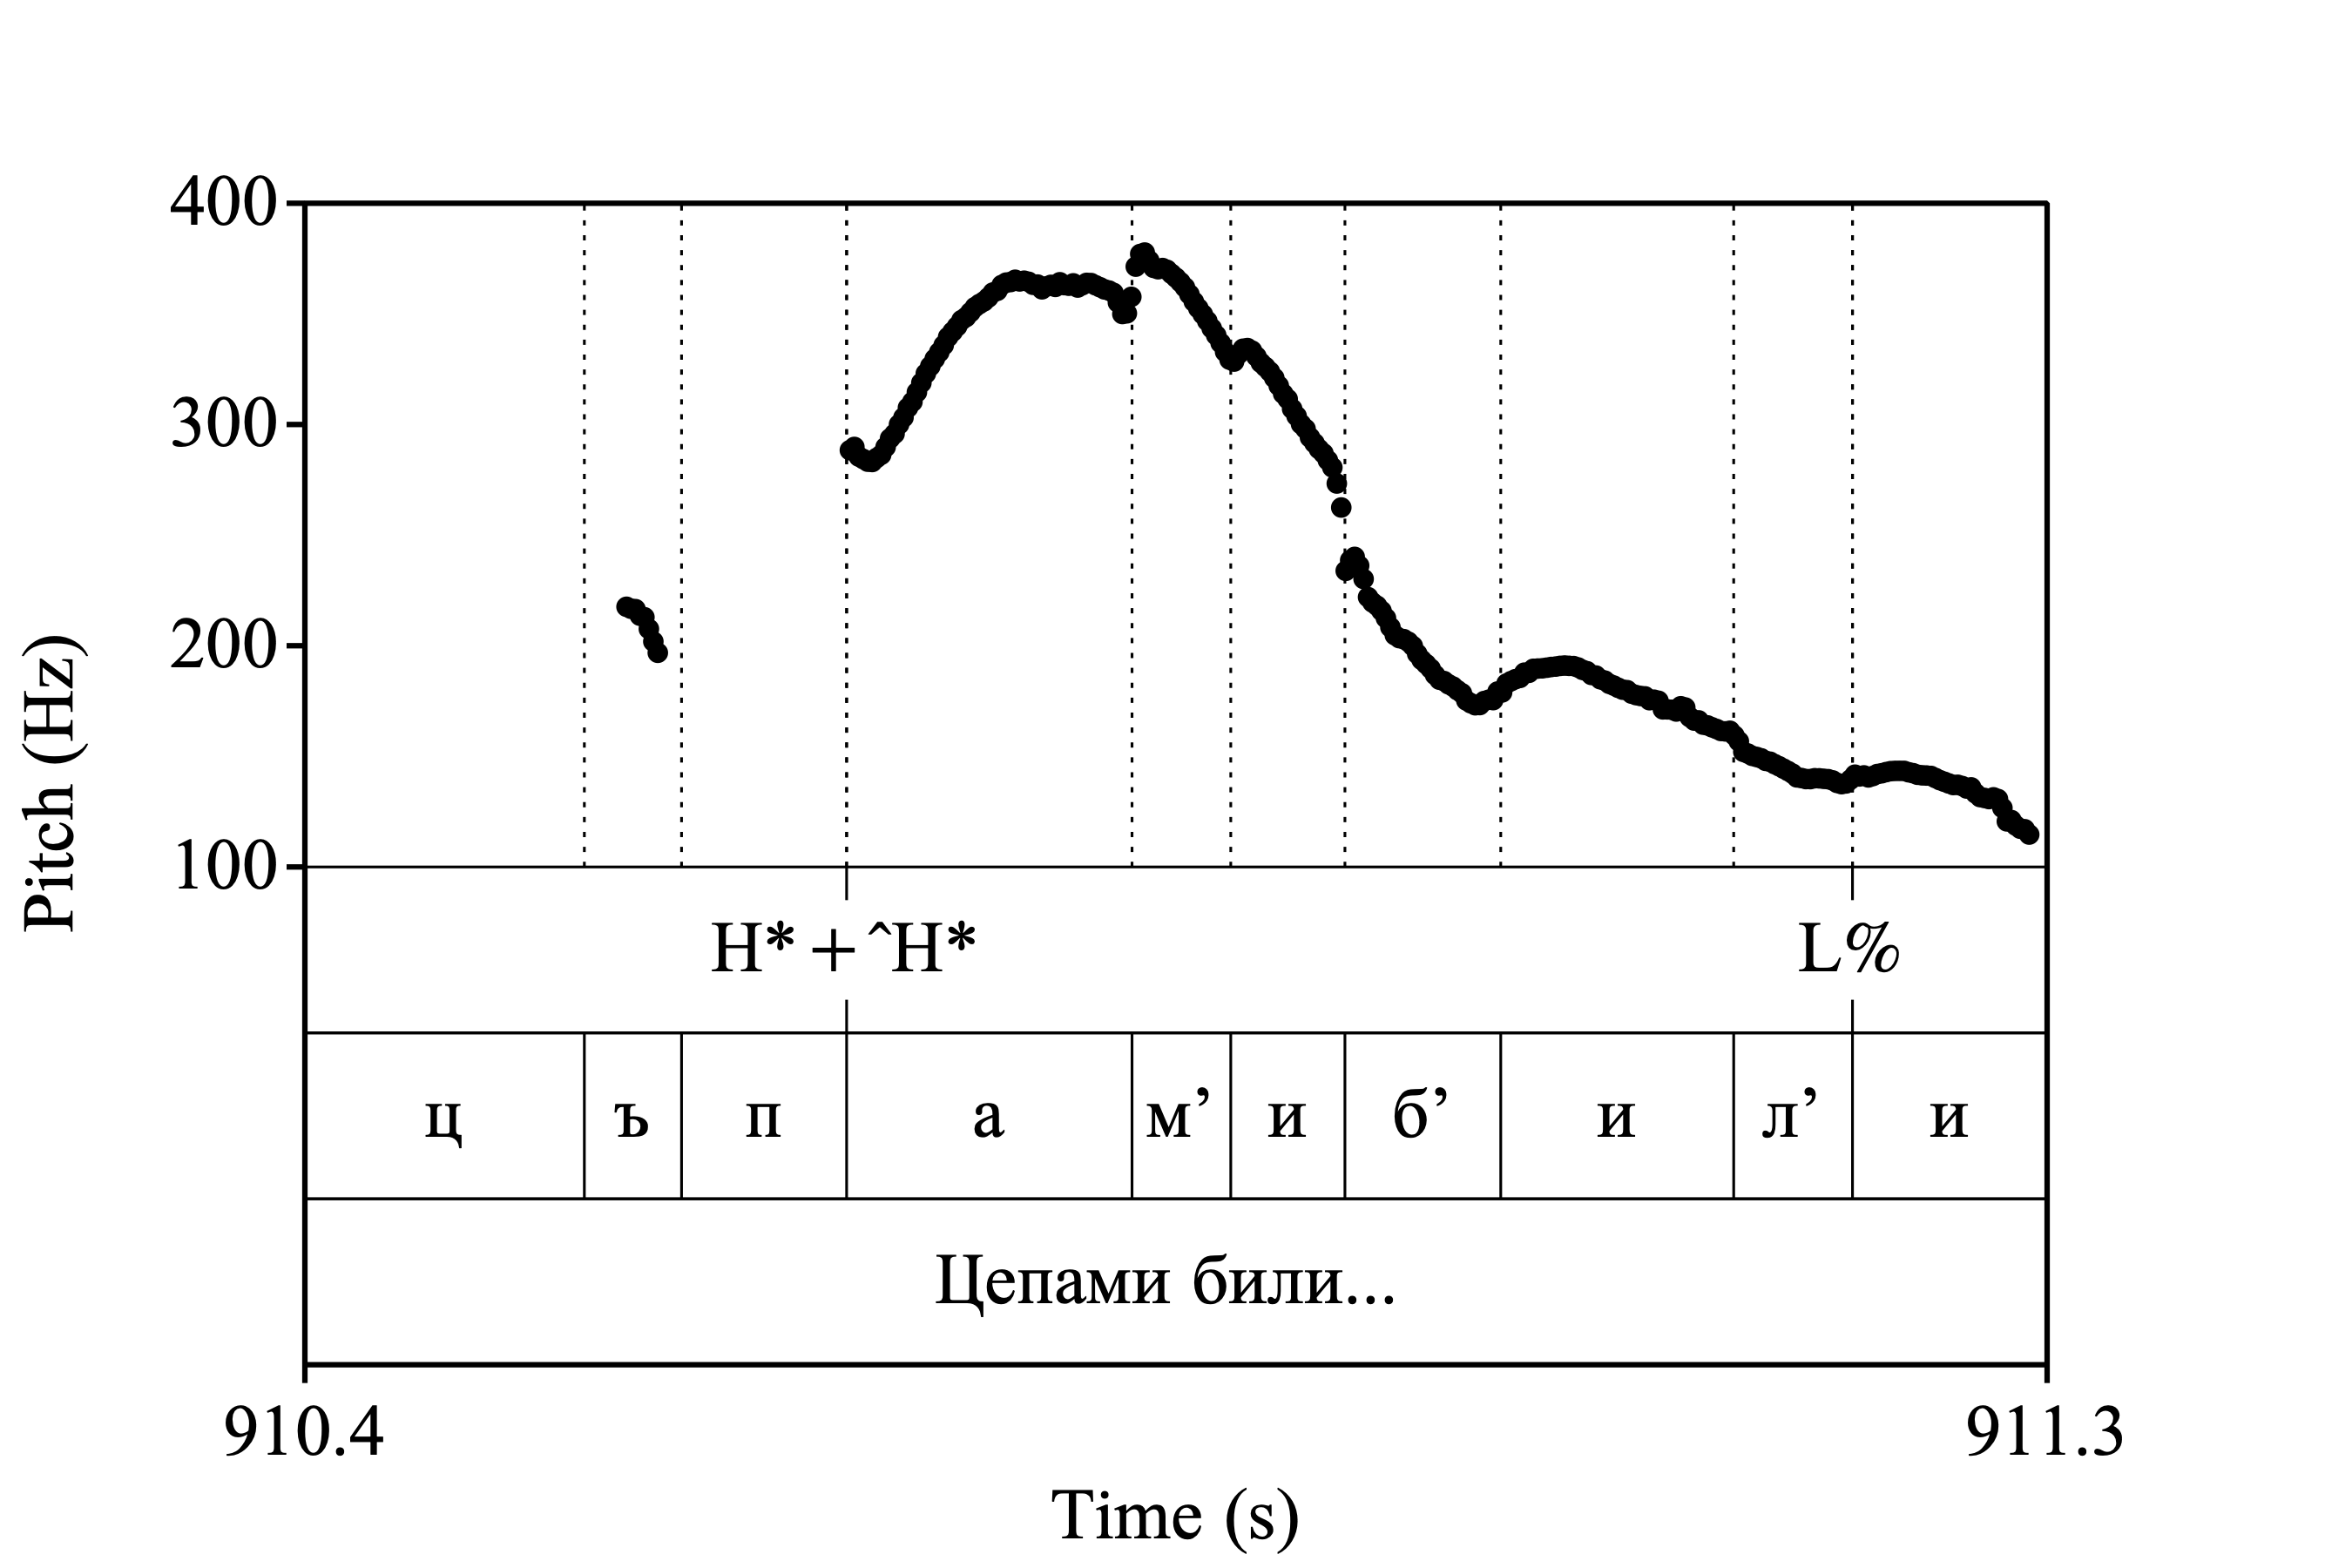 400
300
200
100
Pitch (Hz)
H*+^H* L%
ц ъ п а м’ и б’ и л’ и
Цепами били...
910.4 911.3
Time (s)